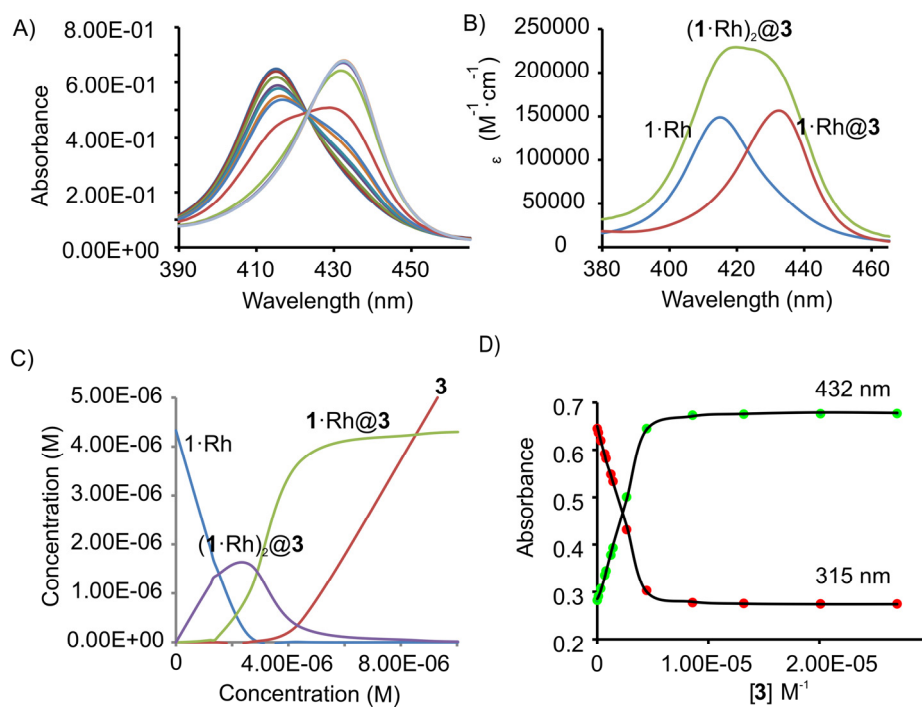 A)
8.00E-01
6.00E-01
4.00E-01
2.00E-01
0.00E+00
Absorbance
390 410 430 450
Wavelength (nm)
B)
(1·Rh)₂@3
250000
200000
150000
100000
50000
0
ε (M⁻¹·cm⁻¹)
1·Rh
1·Rh@3
380 400 420 440 460
Wavelength (nm)
C)
5.00E-06
4.00E-06
3.00E-06
2.00E-06
1.00E-06
0.00E+00
Concentration (M)
3
1·Rh
1·Rh@3
(1·Rh)₂@3
0 4.00E-06 8.00E-06
Concentration (M)
D)
0.7
0.6
0.5
0.4
0.3
0.2
Absorbance
432 nm
315 nm
0 1.00E-05 2.00E-05
[3] M⁻¹